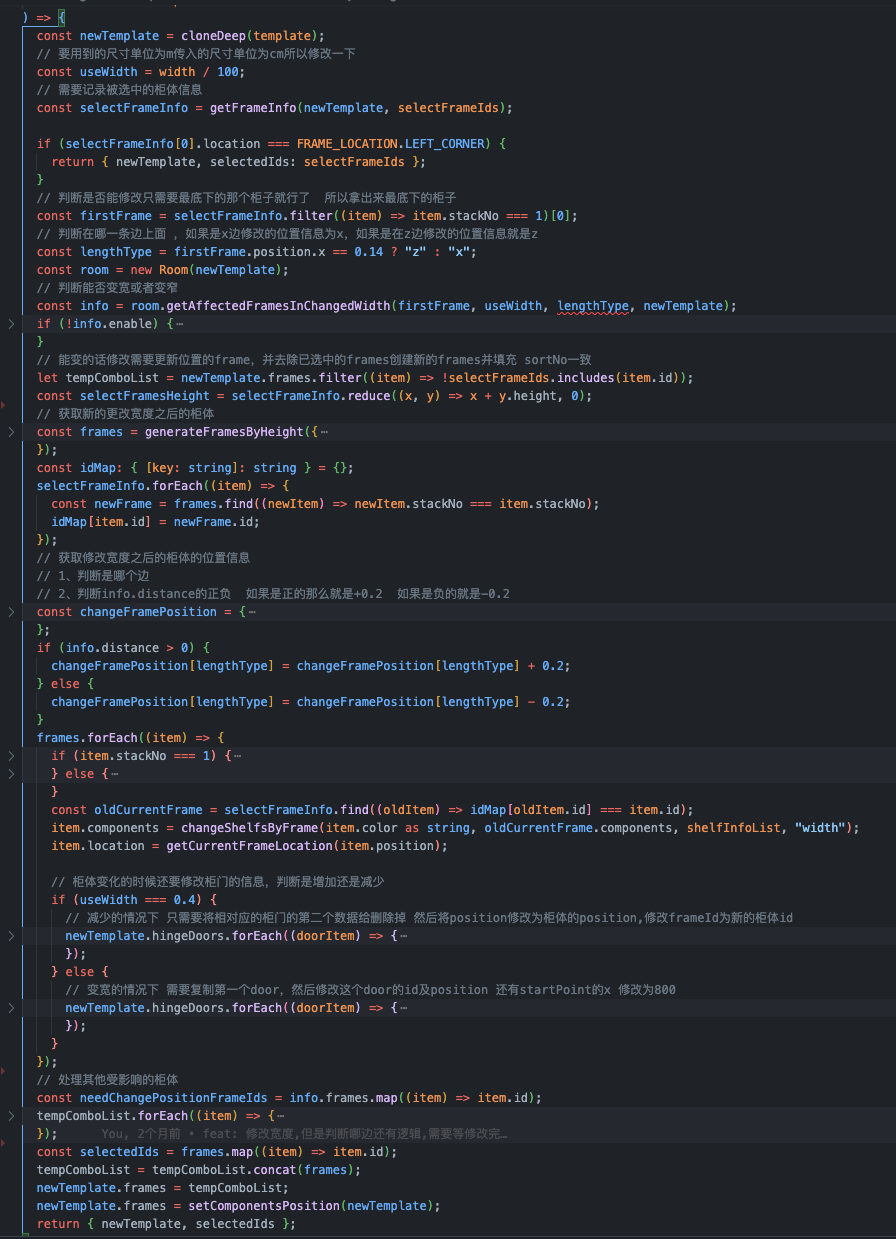 ) => {
const newTemplate = cloneDeep(template);
// 要用到的尺寸单位为m传入的尺寸单位为cm所以修改一下
const useWidth = width / 100;
// 需要记录被选中的柜体信息
const selectFrameInfo = getFrameInfo(newTemplate, selectFrameIds);
if (selectFrameInfo[0].location === FRAME_LOCATION.LEFT_CORNER) {
return { newTemplate, selectedIds: selectFrameIds };
}
// 判断是否能修改只需要最底下的那个柜子就行了  所以拿出来最底下的柜子
const firstFrame = selectFrameInfo.filter((item) => item.stackNo === 1)[0];
// 判断在哪一条边上面 ，如果是x边修改的位置信息为x，如果是在z边修改的位置信息就是z
const lengthType = firstFrame.position.x == 0.14 ? "z" : "x";
const room = new Room(newTemplate);
// 判断能否变宽或者变窄
const info = room.getAffectedFramesInChangedWidth(firstFrame, useWidth, lengthType, newTemplate);
if (!info.enable) {⋯
}
// 能变的话修改需要更新位置的frame，并去除已选中的frames创建新的frames并填充 sortNo一致
let tempComboList = newTemplate.frames.filter((item) => !selectFrameIds.includes(item.id));
const selectFramesHeight = selectFrameInfo.reduce((x, y) => x + y.height, 0);
// 获取新的更改宽度之后的柜体
const frames = generateFramesByHeight({⋯
});
const idMap: { [key: string]: string } = {};
selectFrameInfo.forEach((item) => {
const newFrame = frames.find((newItem) => newItem.stackNo === item.stackNo);
idMap[item.id] = newFrame.id;
});
// 获取修改宽度之后的柜体的位置信息
// 1、判断是哪个边
// 2、判断info.distance的正负  如果是正的那么就是+0.2  如果是负的就是-0.2
const changeFramePosition = {⋯
};
if (info.distance > 0) {
changeFramePosition[lengthType] = changeFramePosition[lengthType] + 0.2;
} else {
changeFramePosition[lengthType] = changeFramePosition[lengthType] - 0.2;
}
frames.forEach((item) => {
if (item.stackNo === 1) {⋯
} else {⋯
}
const oldCurrentFrame = selectFrameInfo.find((oldItem) => idMap[oldItem.id] === item.id);
item.components = changeShelfsByFrame(item.color as string, oldCurrentFrame.components, shelfInfoList, "width");
item.location = getCurrentFrameLocation(item.position);
// 柜体变化的时候还要修改柜门的信息，判断是增加还是减少
if (useWidth === 0.4) {
// 减少的情况下 只需要将相对应的柜门的第二个数据给删除掉 然后将position修改为柜体的position,修改frameId为新的柜体id
newTemplate.hingeDoors.forEach((doorItem) => {⋯
});
} else {
// 变宽的情况下 需要复制第一个door，然后修改这个door的id及position 还有startPoint的x 修改为800
newTemplate.hingeDoors.forEach((doorItem) => {⋯
});
}
});
// 处理其他受影响的柜体
const needChangePositionFrameIds = info.frames.map((item) => item.id);
tempComboList.forEach((item) => {⋯
});      You, 2个月前 • feat: 修改宽度,但是判断哪边还有逻辑,需要等修改完…
const selectedIds = frames.map((item) => item.id);
tempComboList = tempComboList.concat(frames);
newTemplate.frames = tempComboList;
newTemplate.frames = setComponentsPosition(newTemplate);
return { newTemplate, selectedIds };